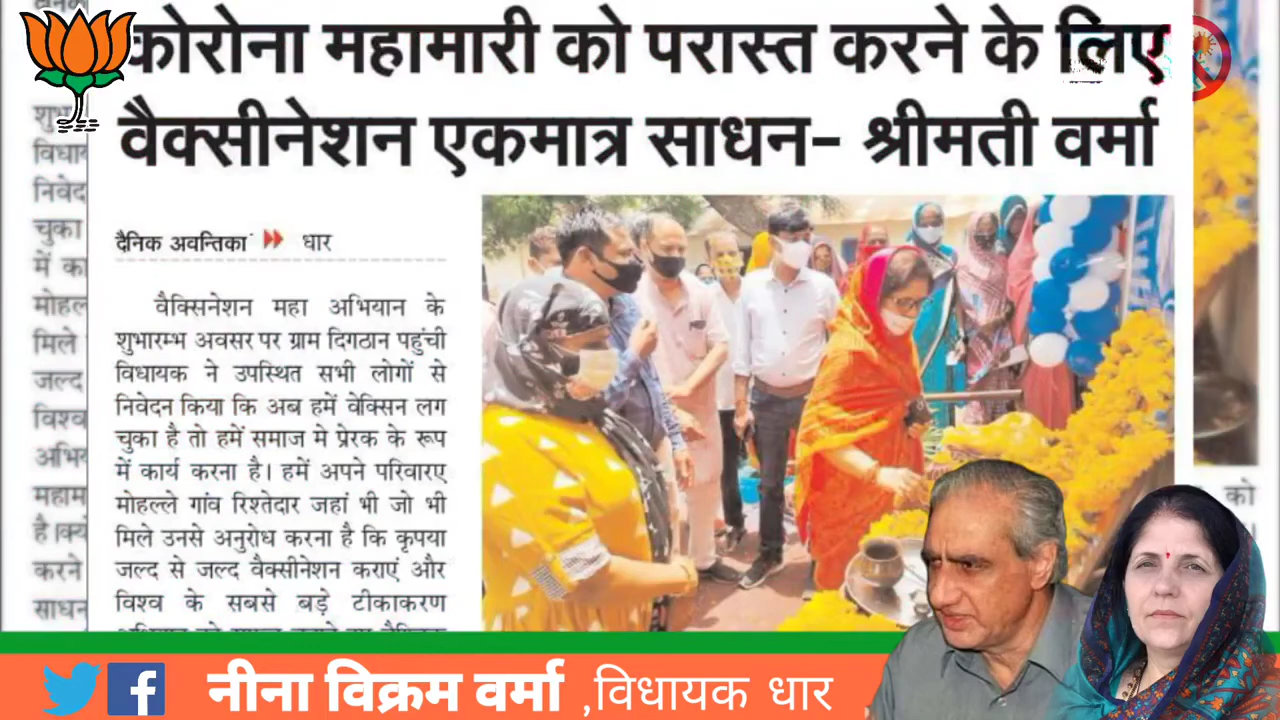 कोरोना महामारी को परास्त करने के लिए
वैक्सीनेशन एकमात्र साधन- श्रीमती वर्मा
दैनिक अवन्तिका धार
वैक्सिनेशन महा अभियान के
शुभारम्भ अवसर पर ग्राम दिगठान पहुंची
विधायक ने उपस्थित सभी लोगों से
निवेदन किया कि अब हमें वेक्सिन लग
चुका है तो हमें समाज मे प्रेरक के रूप
में कार्य करना है। हमें अपने परिवारए
मोहल्ले गांव रिश्तेदार जहां भी जो भी
मिले उनसे अनुरोध करना है कि कृपया
जल्द से जल्द वैक्सीनेशन कराएं और
विश्व के सबसे बड़े टीकाकरण
चुका
में का
मिले
करने
साधन
को
नीना विक्रम वर्मा ,विधायक धार